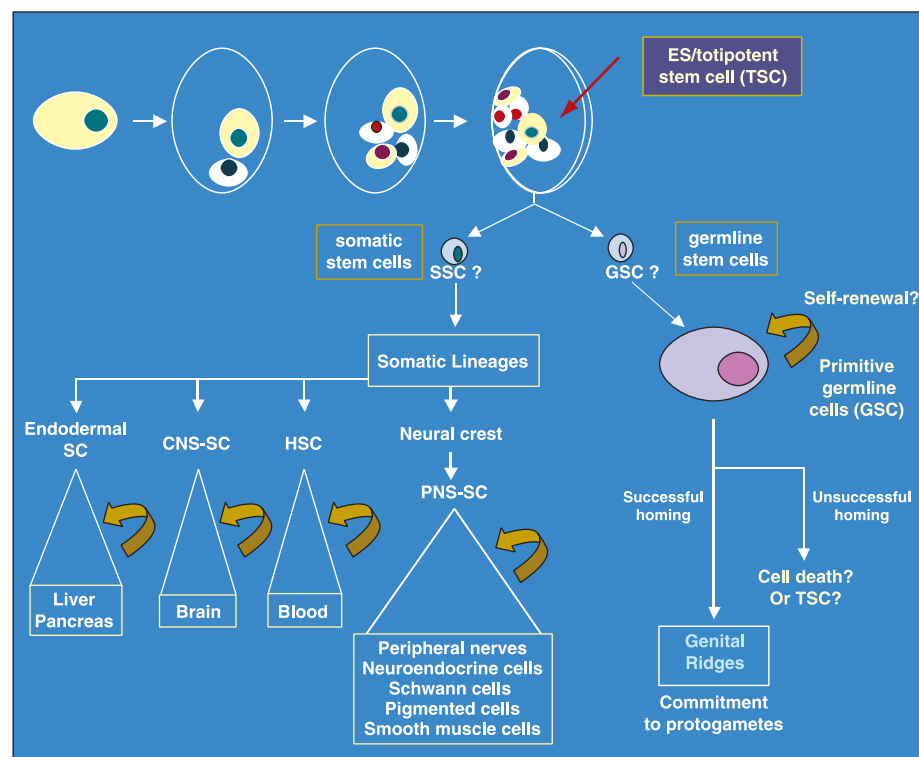 ES/totipotent
stem cell (TSC)
somatic
stem cells
SSC ?
GSC ?
germline
stem cells
Self-renewal?
Primitive
germline
cells (GSC)
Somatic Lineages
Endodermal
SC
CNS-SC
HSC
Neural crest
PNS-SC
Successful
homing
Unsuccessful
homing
Liver
Pancreas
Brain
Blood
Cell death?
Or TSC?
Peripheral nerves
Neuroendocrine cells
Schwann cells
Pigmented cells
Smooth muscle cells
Genital
Ridges
Commitment
to protogametes